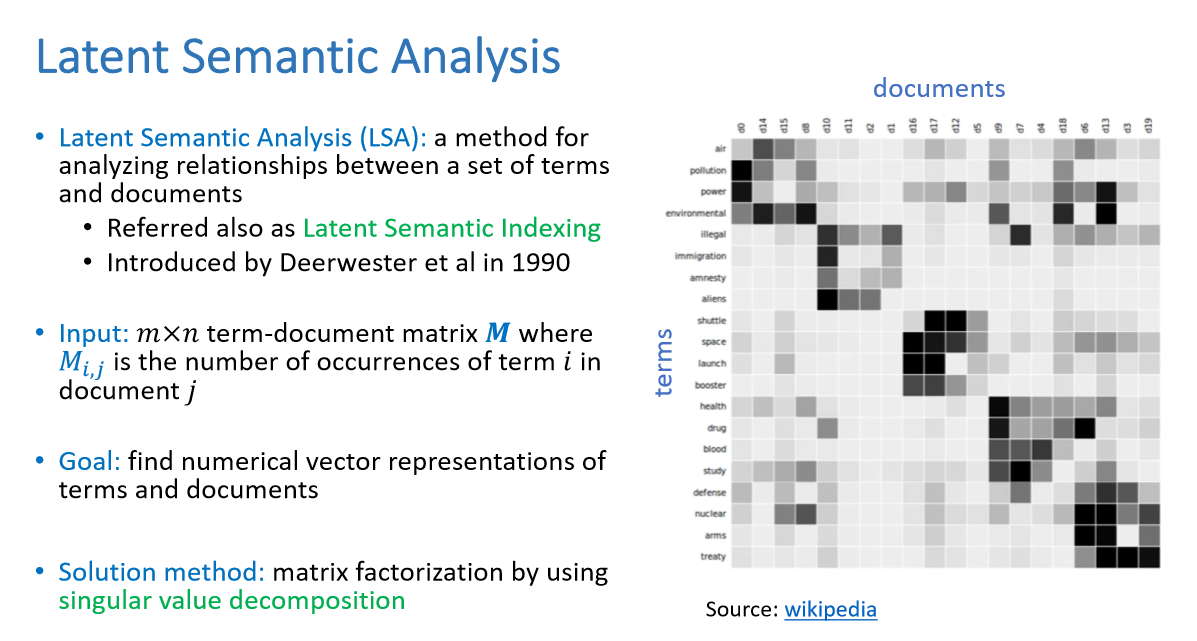 Latent Semantic Analysis
• Latent Semantic Analysis (LSA): a method for
analyzing relationships between a set of terms
and documents
• Referred also as Latent Semantic Indexing
• Introduced by Deerwester et al in 1990
• Input: m×n term-document matrix M where
M_{i,j} is the number of occurrences of term i in
document j
• Goal: find numerical vector representations of
terms and documents
• Solution method: matrix factorization by using
singular value decomposition
documents
d0 d14 d15 d8 d10 d11 d2 d1 d16 d17 d12 d5 d9 d7 d4 d18 d6 d13 d3 d19
terms
air
pollution
power
environmental
illegal
immigration
amnesty
aliens
shuttle
space
launch
booster
health
drug
blood
study
defense
nuclear
arms
treaty
Source: wikipedia